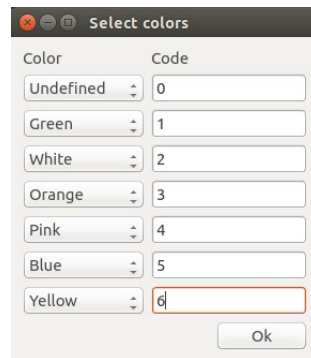 Select colors
Color Code
Undefined 0
Green 1
White 2
Orange 3
Pink 4
Blue 5
Yellow 6
Ok